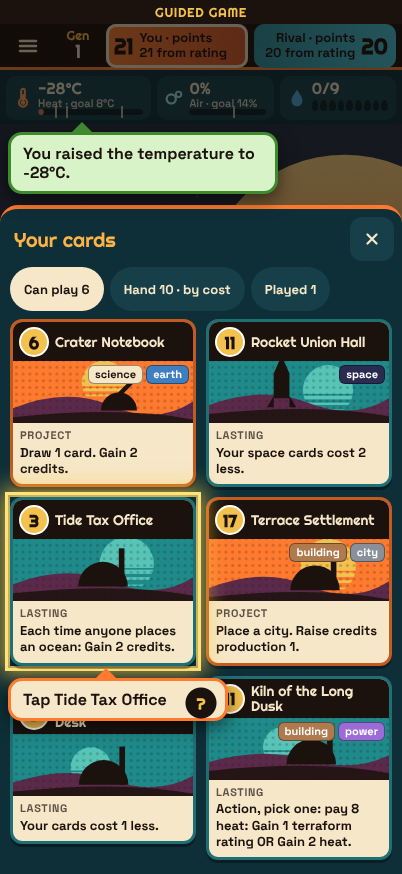 GUIDED GAME
Gen
1
21
You · points
21 from rating
Rival · points
20 from rating
20
-28°C
Heat · goal 8°C
0%
Air · goal 14%
0/9
You raised the temperature to
-28°C.
Your cards
✕
Can play 6
Hand 10 · by cost
Played 1
6
Crater Notebook
science
earth
PROJECT
Draw 1 card. Gain 2
credits.
11
Rocket Union Hall
space
LASTING
Your space cards cost 2
less.
3
Tide Tax Office
LASTING
Each time anyone places
an ocean: Gain 2 credits.
17
Terrace Settlement
building
city
PROJECT
Place a city. Raise credits
production 1.
Tap Tide Tax Office
?
Desk
LASTING
Your cards cost 1 less.
11
Kiln of the Long
Dusk
building
power
LASTING
Action, pick one: pay 8
heat: Gain 1 terraform
rating OR Gain 2 heat.